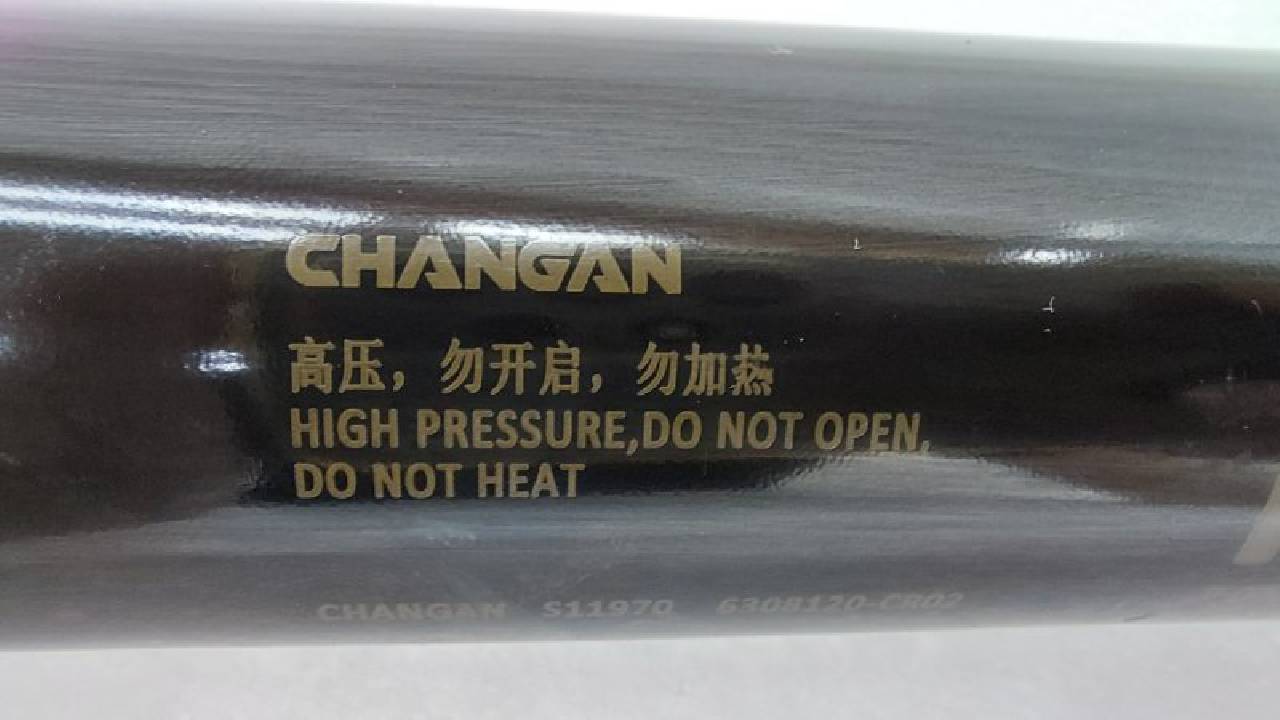 CHANGAN
高压，勿开启，勿加热
HIGH PRESSURE,DO NOT OPEN,
DO NOT HEAT
CHANGAN S11970 6308120-CR02